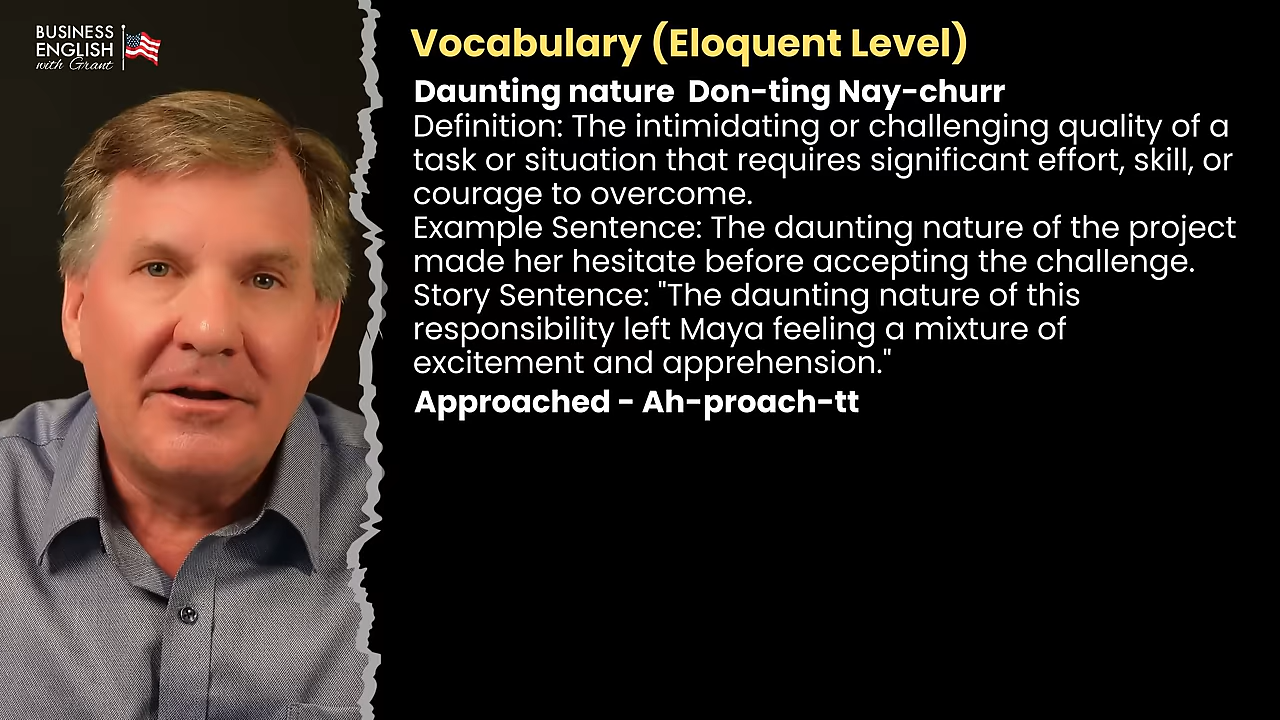 BUSINESS
ENGLISH
with Grant
Vocabulary (Eloquent Level)
Daunting nature Don-ting Nay-churr
Definition: The intimidating or challenging quality of a
task or situation that requires significant effort, skill, or
courage to overcome.
Example Sentence: The daunting nature of the project
made her hesitate before accepting the challenge.
Story Sentence: "The daunting nature of this
responsibility left Maya feeling a mixture of
excitement and apprehension."
Approached - Ah-proach-tt